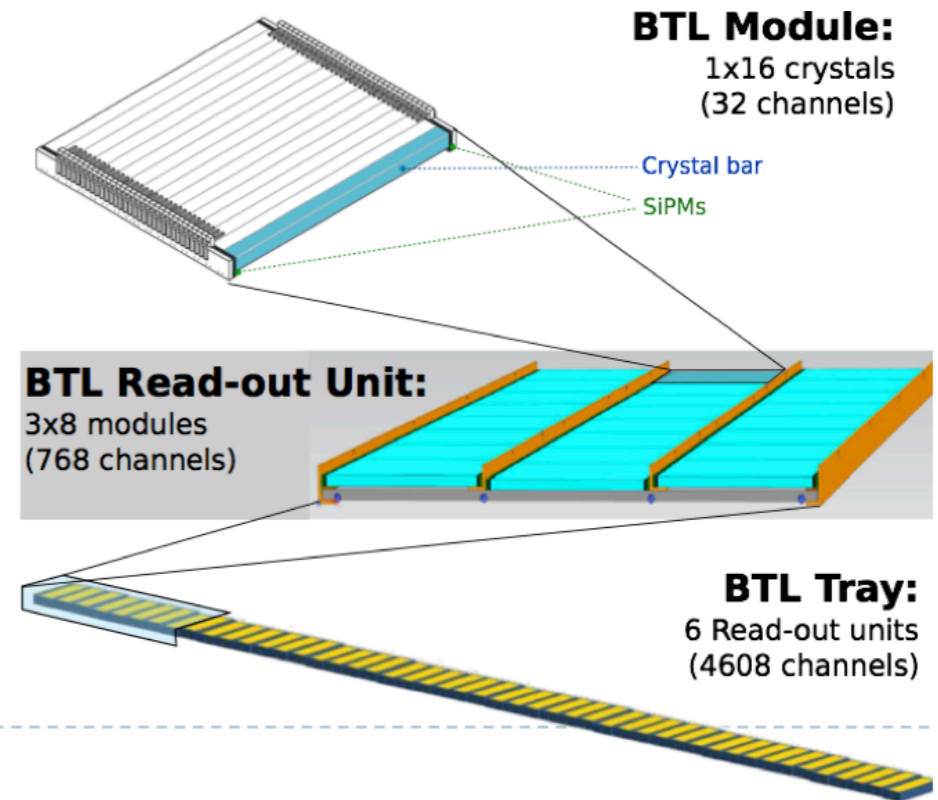 BTL Module:
1x16 crystals
(32 channels)
Crystal bar
SiPMs
BTL Read-out Unit:
3x8 modules
(768 channels)
BTL Tray:
6 Read-out units
(4608 channels)